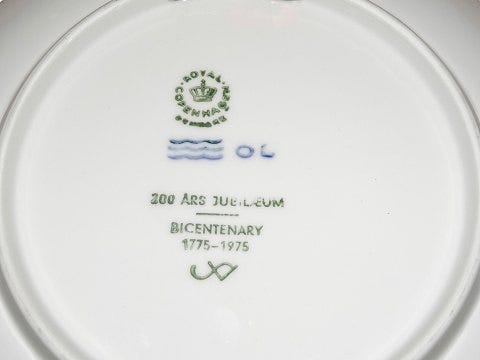 ROYAL COPENHAGEN
DENMARK
OL
200 ÅRS JUBILÆUM
BICENTENARY
1775-1975